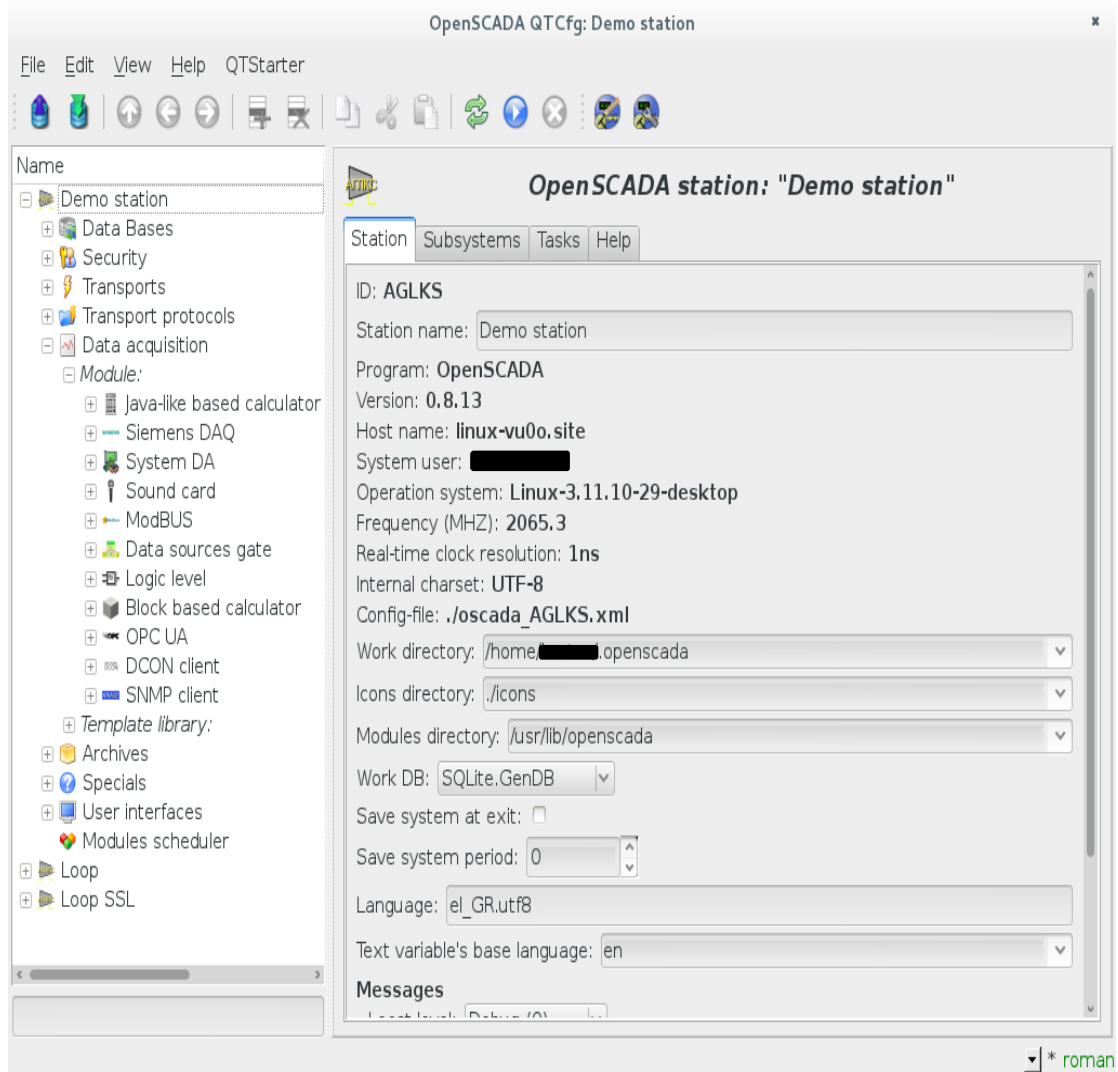 OpenSCADA QTCfg: Demo station
File Edit View Help QTStarter
Name
Demo station
Data Bases
Security
Transports
Transport protocols
Data acquisition
Module:
Java-like based calculator
Siemens DAQ
System DA
Sound card
ModBUS
Data sources gate
Logic level
Block based calculator
OPC UA
DCON client
SNMP client
Template library:
Archives
Specials
User interfaces
Modules scheduler
Loop
Loop SSL
OpenSCADA station: "Demo station"
Station Subsystems Tasks Help
ID: AGLKS
Station name: Demo station
Program: OpenSCADA
Version: 0.8.13
Host name: linux-vu0o.site
System user:
Operation system: Linux-3.11.10-29-desktop
Frequency (MHZ): 2065.3
Real-time clock resolution: 1ns
Internal charset: UTF-8
Config-file: ./oscada_AGLKS.xml
Work directory: /home/ .openscada
Icons directory: ./icons
Modules directory: /usr/lib/openscada
Work DB: SQLite.GenDB
Save system at exit:
Save system period: 0
Language: el_GR.utf8
Text variable's base language: en
Messages
* roman